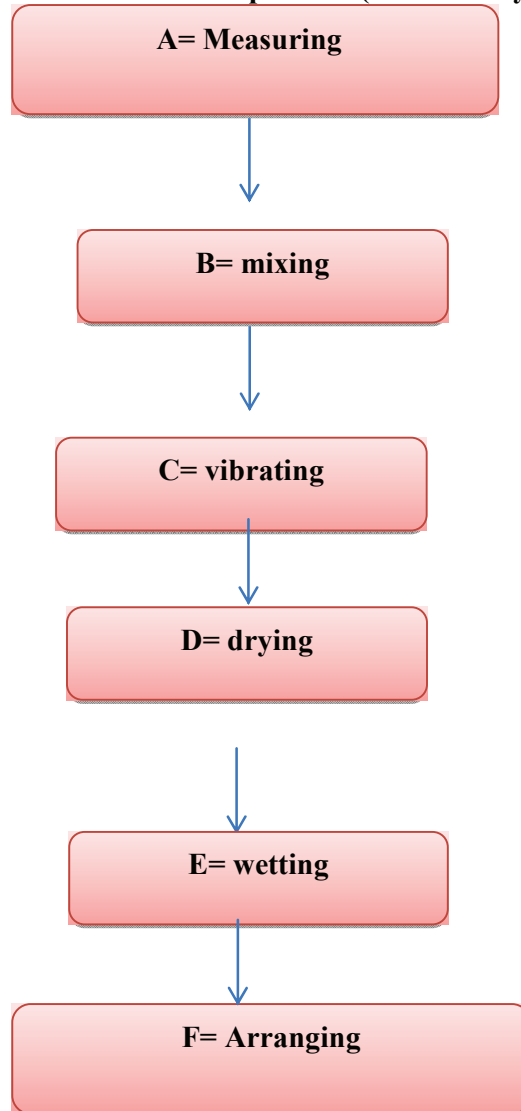 A= Measuring
B= mixing
C= vibrating
D= drying
E= wetting
F= Arranging